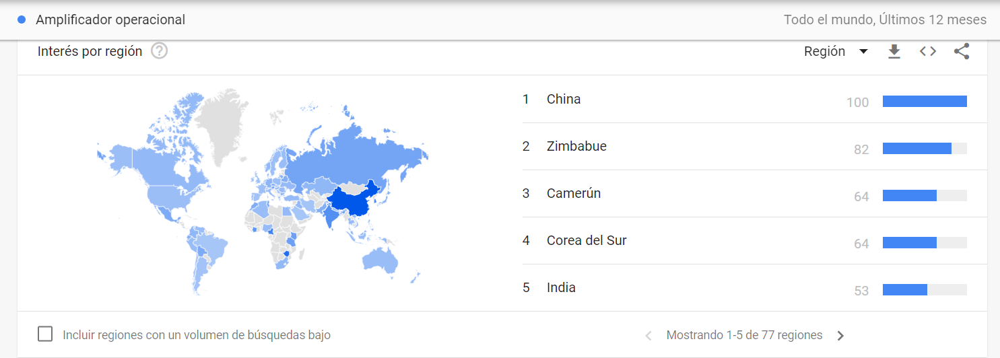 Amplificador operacional
Todo el mundo, Últimos 12 meses
Interés por región ?
Región
1 China 100
2 Zimbabue 82
3 Camerún 64
4 Corea del Sur 64
5 India 53
Incluir regiones con un volumen de búsquedas bajo
Mostrando 1-5 de 77 regiones